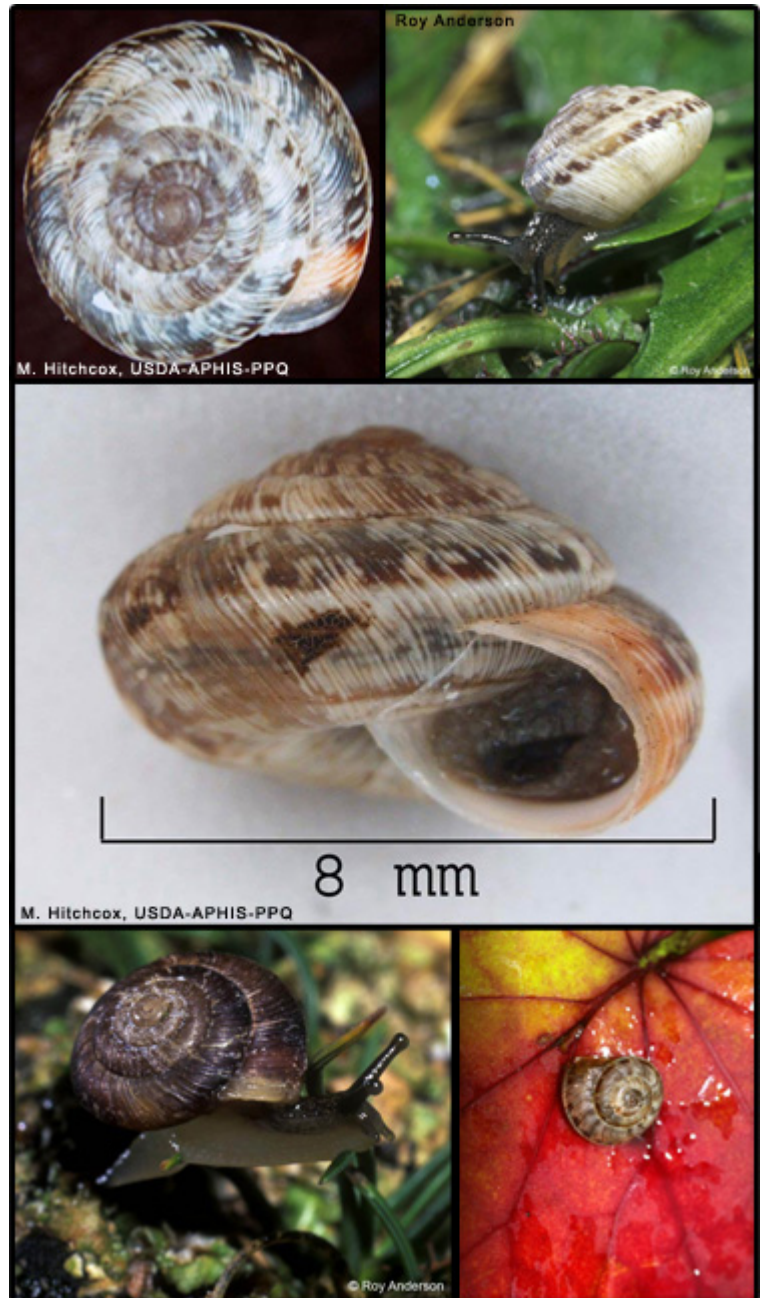 Roy Anderson
M. Hitchcox, USDA-APHIS-PPQ
© Roy Anderson
8 mm
M. Hitchcox, USDA-APHIS-PPQ
© Roy Anderson